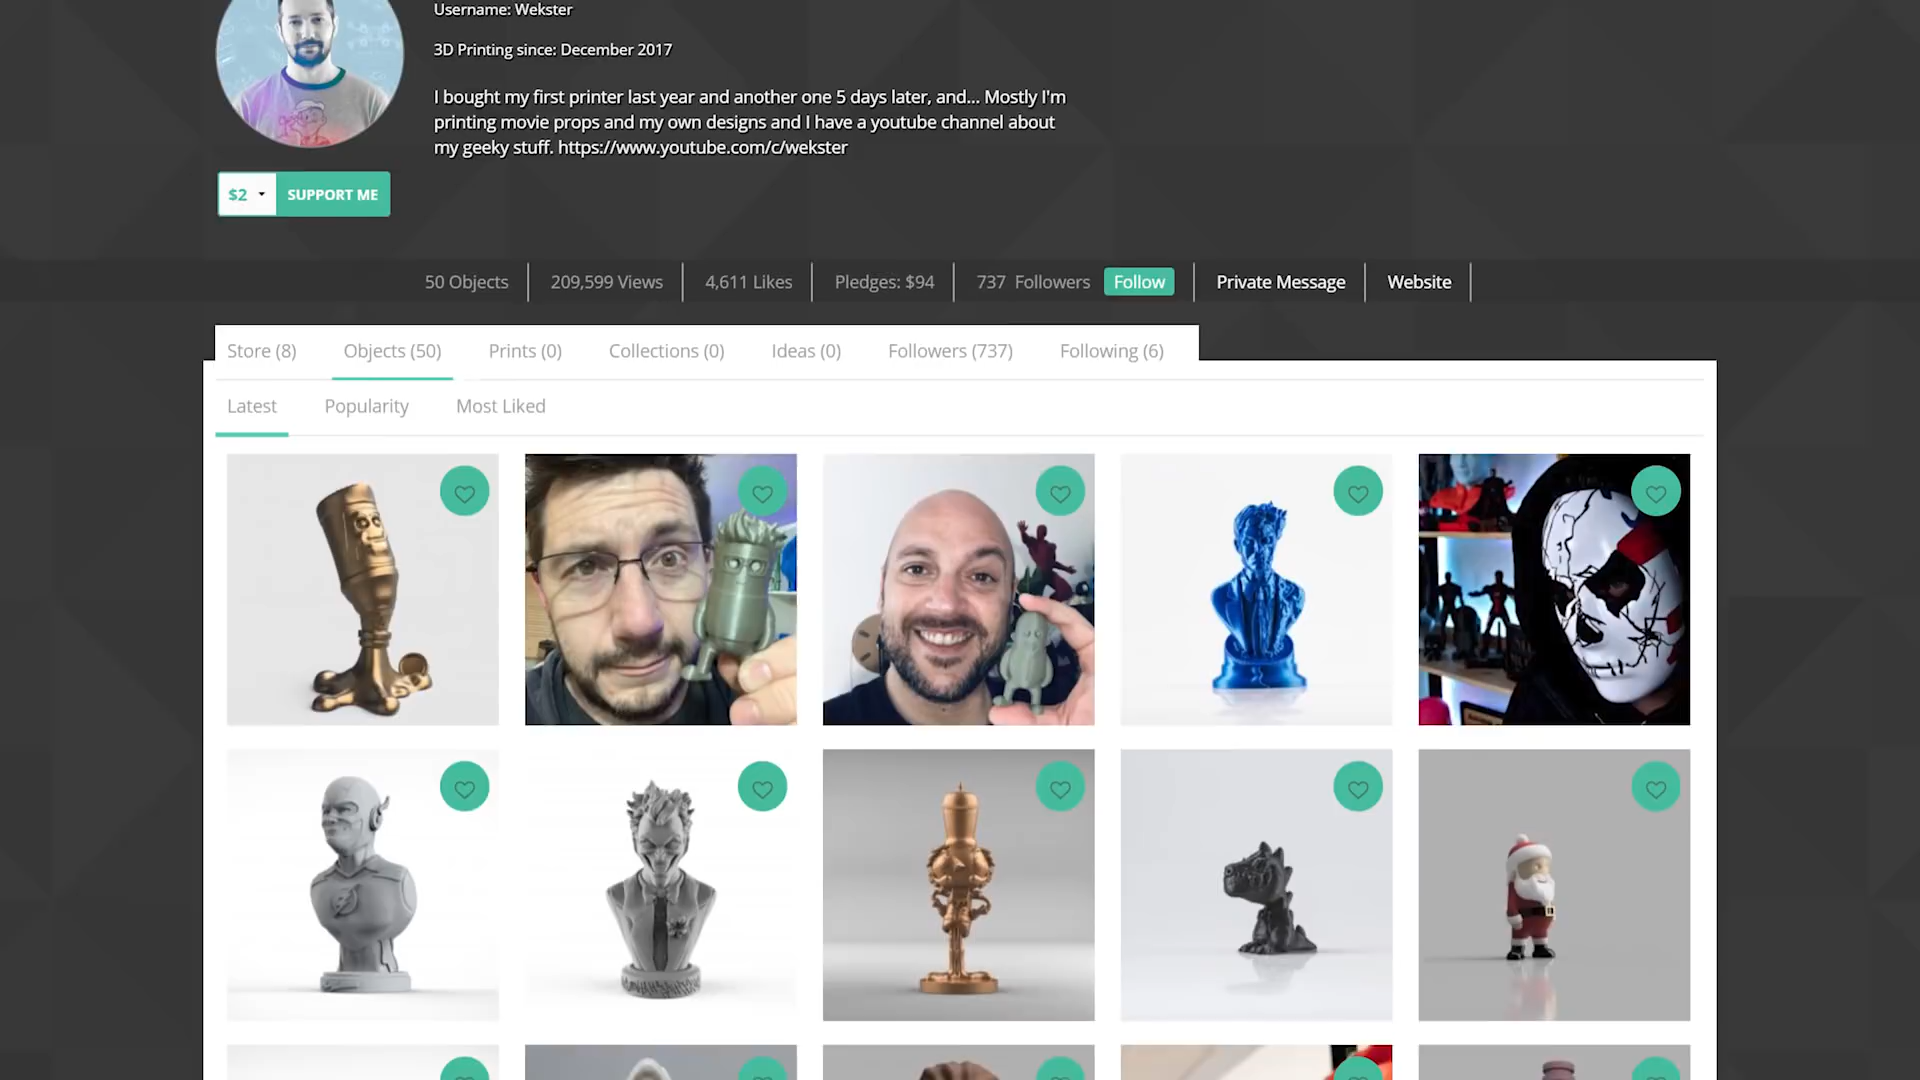 Username: Wekster
3D Printing since: December 2017
I bought my first printer last year and another one 5 days later, and... Mostly I'm
printing movie props and my own designs and I have a youtube channel about
my geeky stuff. https://www.youtube.com/c/wekster
$2 SUPPORT ME
50 Objects 209,599 Views 4,611 Likes Pledges: $94 737 Followers Follow Private Message Website
Store (8) Objects (50) Prints (0) Collections (0) Ideas (0) Followers (737) Following (6)
Latest Popularity Most Liked